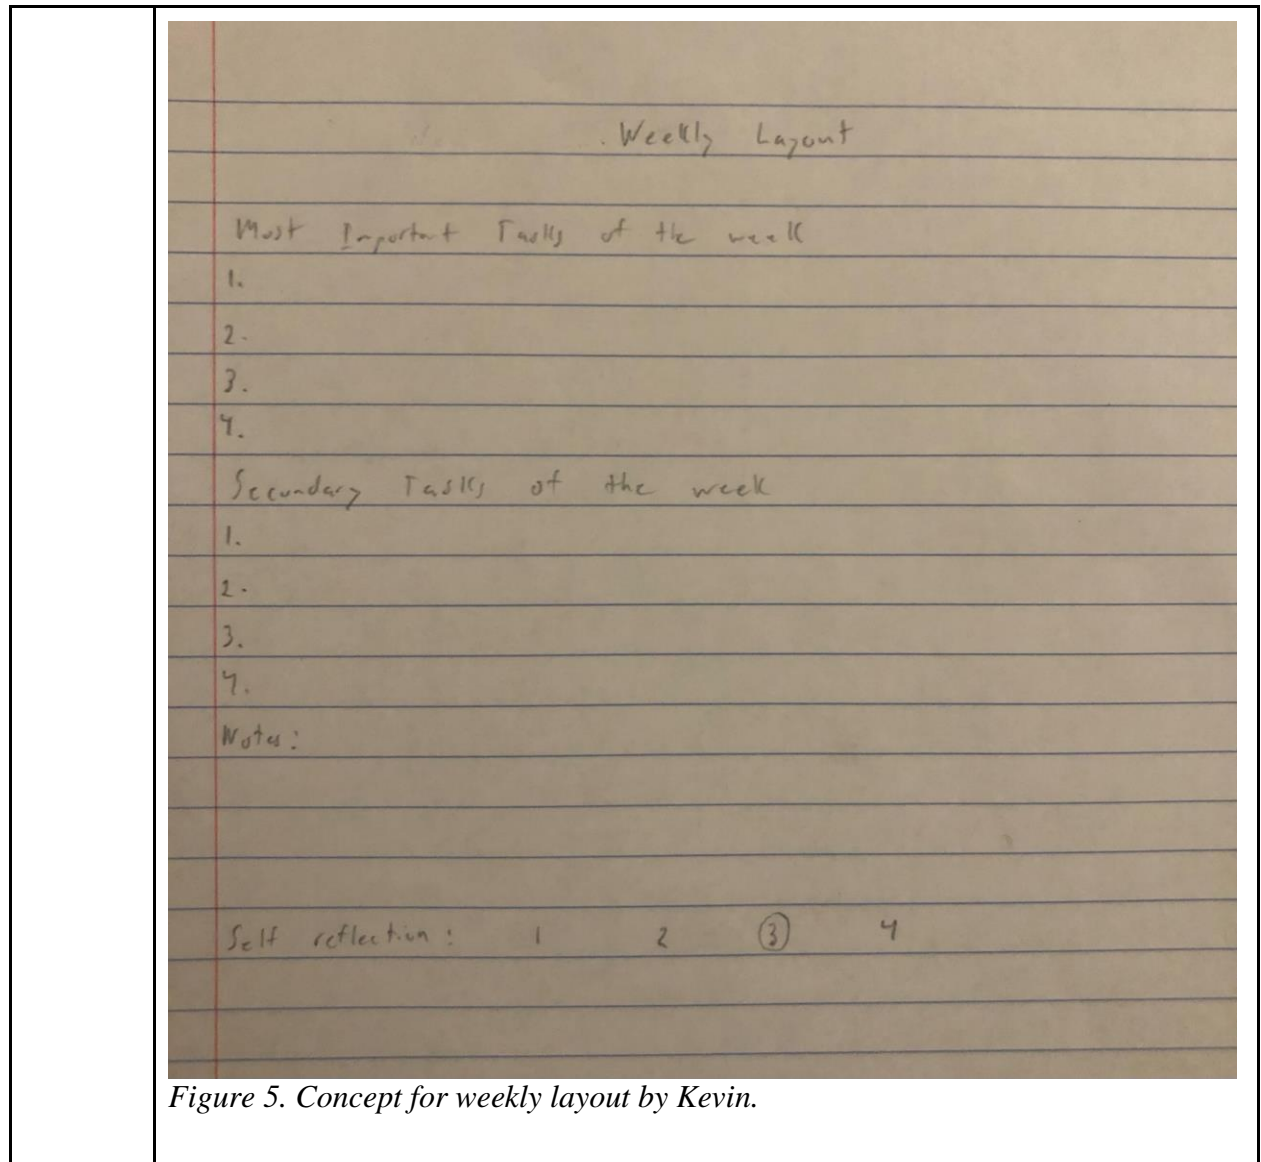 Weekly Layout
Most Important Tasks of the week
1.
2.
3.
4.
Secondary Tasks of the week
1.
2.
3.
4.
Notes:
Self reflection: 1 2 3 4
Figure 5. Concept for weekly layout by Kevin.